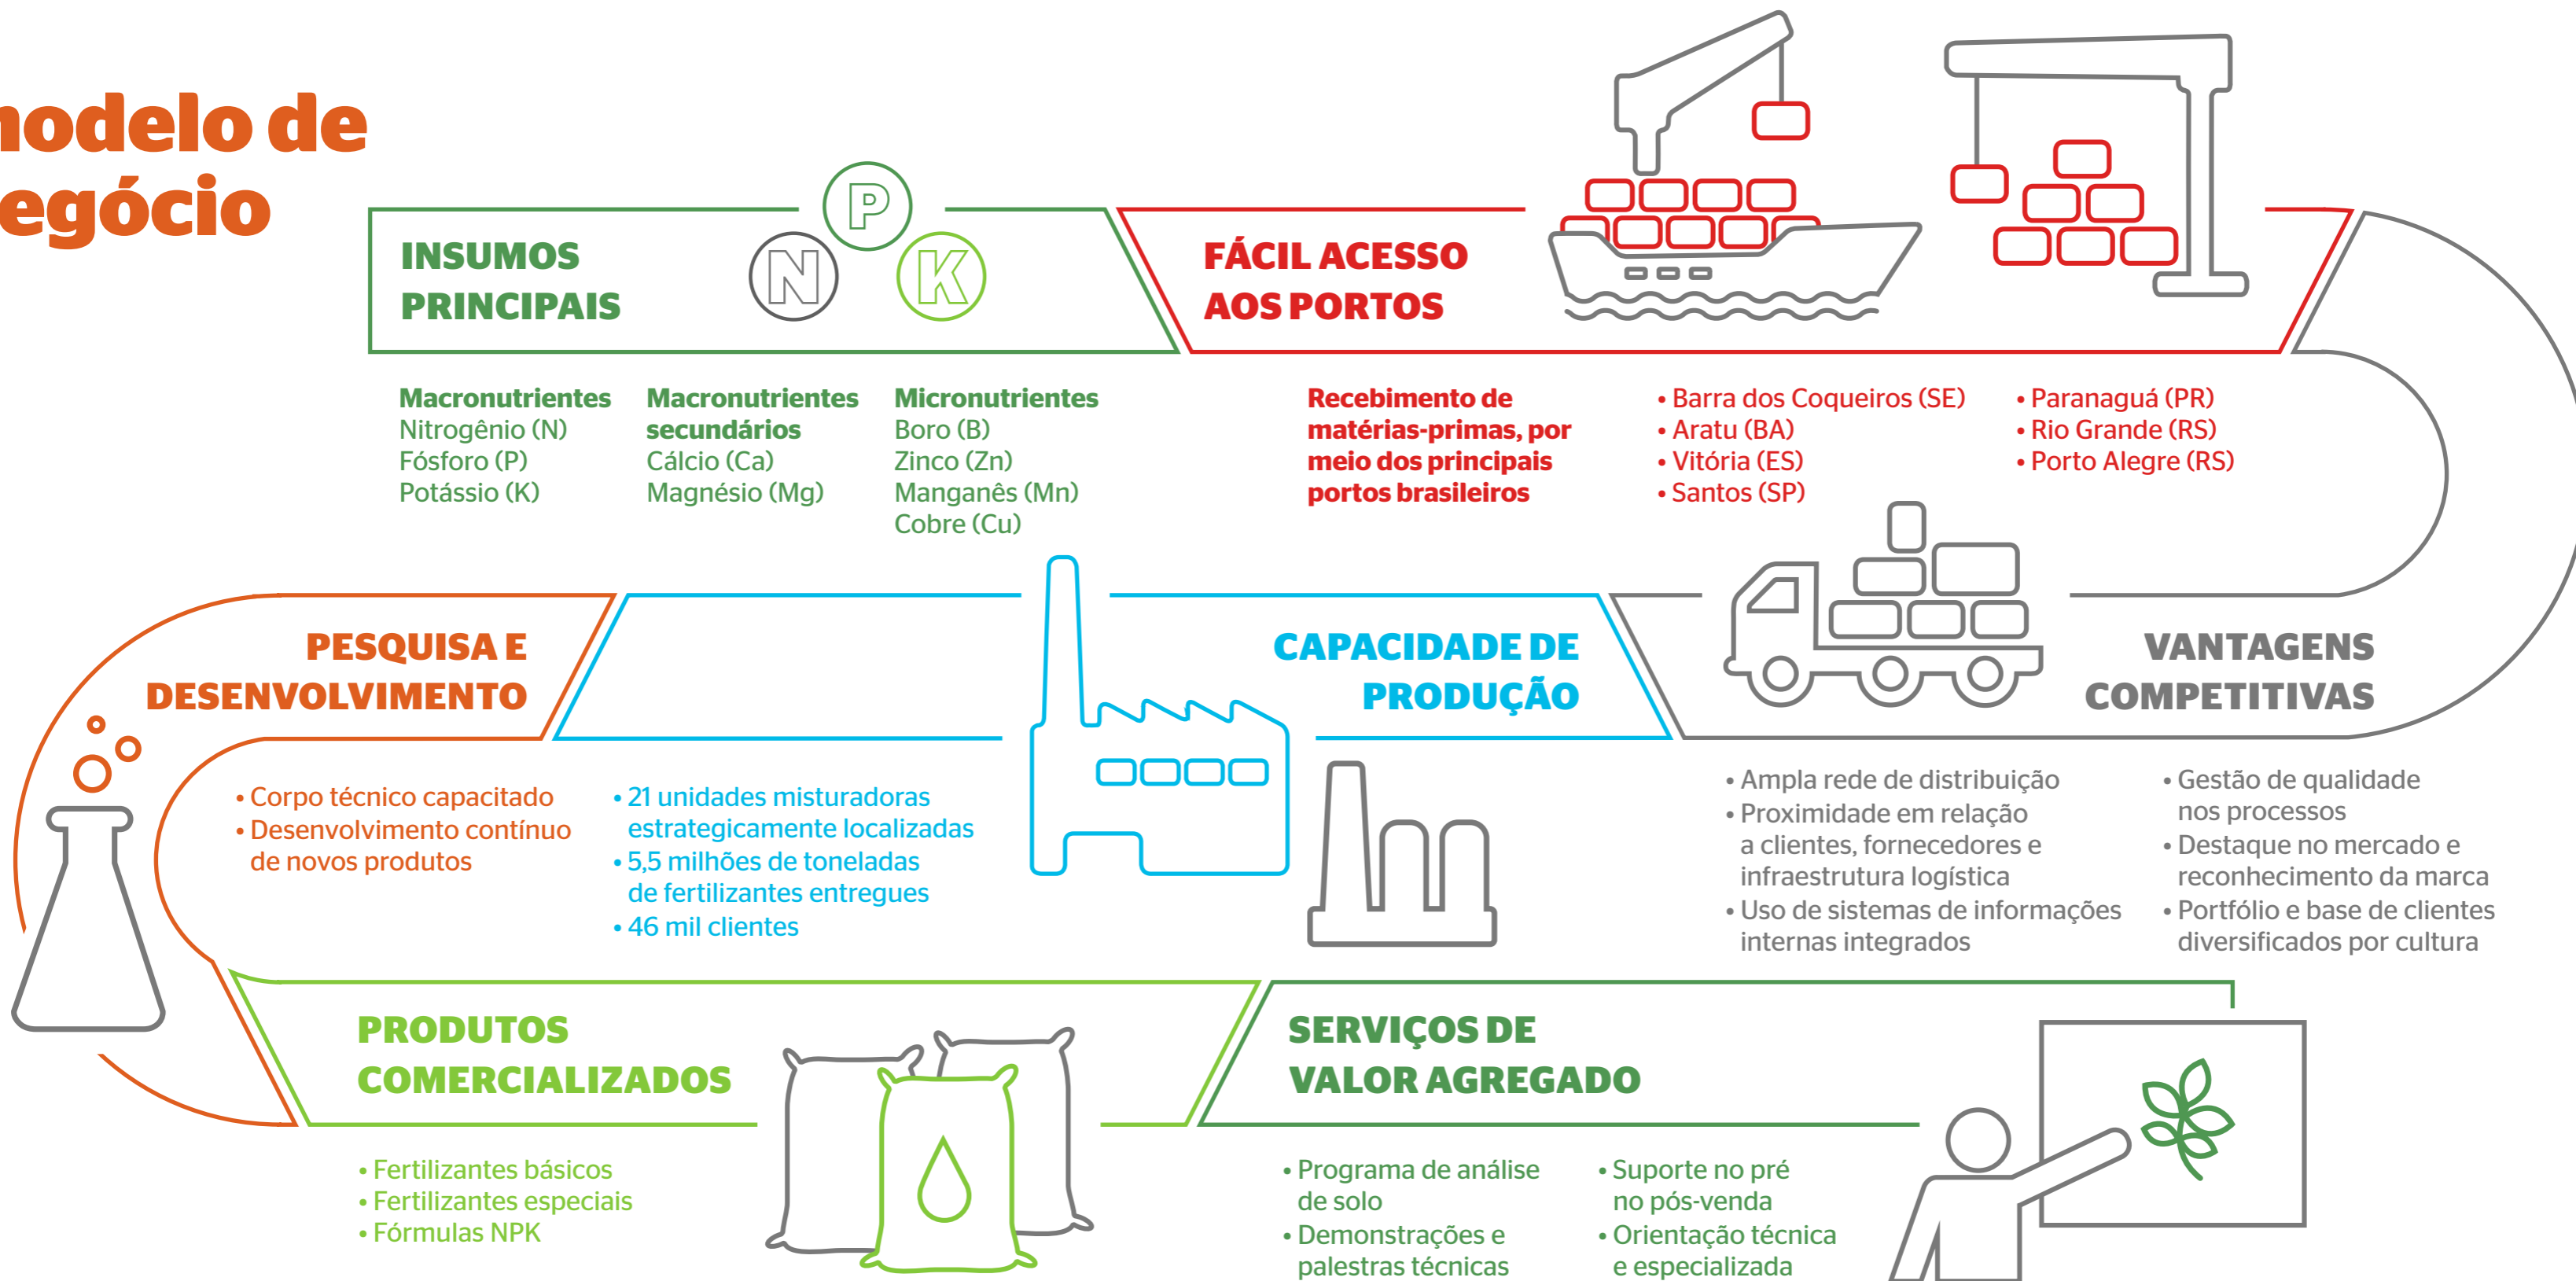 modelo de
egócio
INSUMOS
PRINCIPAIS
N
P
K
Macronutrientes
Nitrogênio (N)
Fósforo (P)
Potássio (K)
Macronutrientes
secundários
Cálcio (Ca)
Magnésio (Mg)
Micronutrientes
Boro (B)
Zinco (Zn)
Manganês (Mn)
Cobre (Cu)
FÁCIL ACESSO
AOS PORTOS
Recebimento de
matérias-primas, por
meio dos principais
portos brasileiros
• Barra dos Coqueiros (SE)
• Aratu (BA)
• Vitória (ES)
• Santos (SP)
• Paranaguá (PR)
• Rio Grande (RS)
• Porto Alegre (RS)
VANTAGENS
COMPETITIVAS
• Ampla rede de distribuição
• Proximidade em relação
a clientes, fornecedores e
infraestrutura logística
• Uso de sistemas de informações
internas integrados
• Gestão de qualidade
nos processos
• Destaque no mercado e
reconhecimento da marca
• Portfólio e base de clientes
diversificados por cultura
CAPACIDADE DE
PRODUÇÃO
• 21 unidades misturadoras
estrategicamente localizadas
• 5,5 milhões de toneladas
de fertilizantes entregues
• 46 mil clientes
PESQUISA E
DESENVOLVIMENTO
• Corpo técnico capacitado
• Desenvolvimento contínuo
de novos produtos
PRODUTOS
COMERCIALIZADOS
• Fertilizantes básicos
• Fertilizantes especiais
• Fórmulas NPK
SERVIÇOS DE
VALOR AGREGADO
• Programa de análise
de solo
• Demonstrações e
palestras técnicas
• Suporte no pré
no pós-venda
• Orientação técnica
e especializada